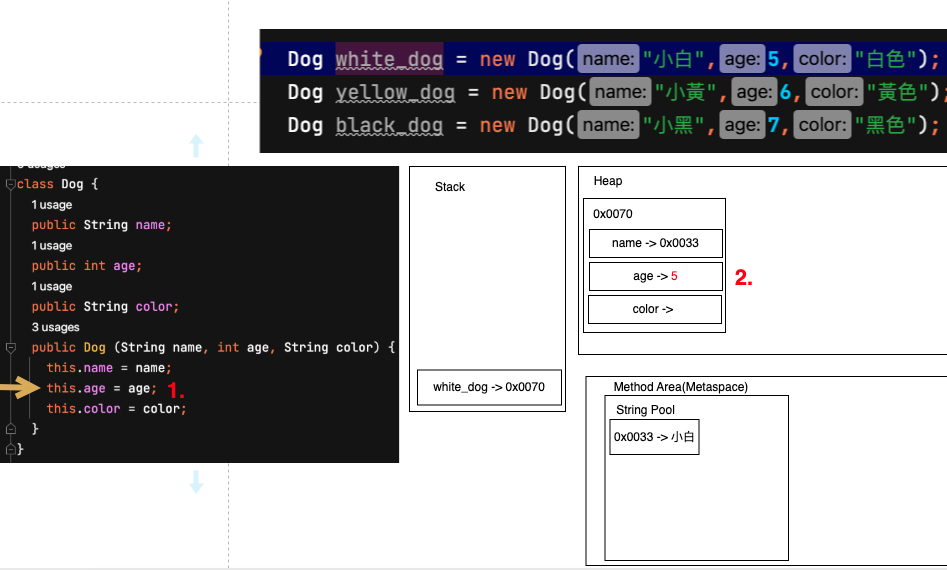 Dog white_dog = new Dog( name: "小白", age: 5, color: "白色");
Dog yellow_dog = new Dog( name: "小黃", age: 6, color: "黃色");
Dog black_dog = new Dog( name: "小黑", age: 7, color: "黑色");
class Dog {
1 usage
public String name;
1 usage
public int age;
1 usage
public String color;
3 usages
public Dog (String name, int age, String color) {
this.name = name;
this.age = age; 1.
this.color = color;
}
}
Stack
white_dog -> 0x0070
Heap
0x0070
name -> 0x0033
age -> 5
2.
color ->
Method Area(Metaspace)
String Pool
0x0033 -> 小白